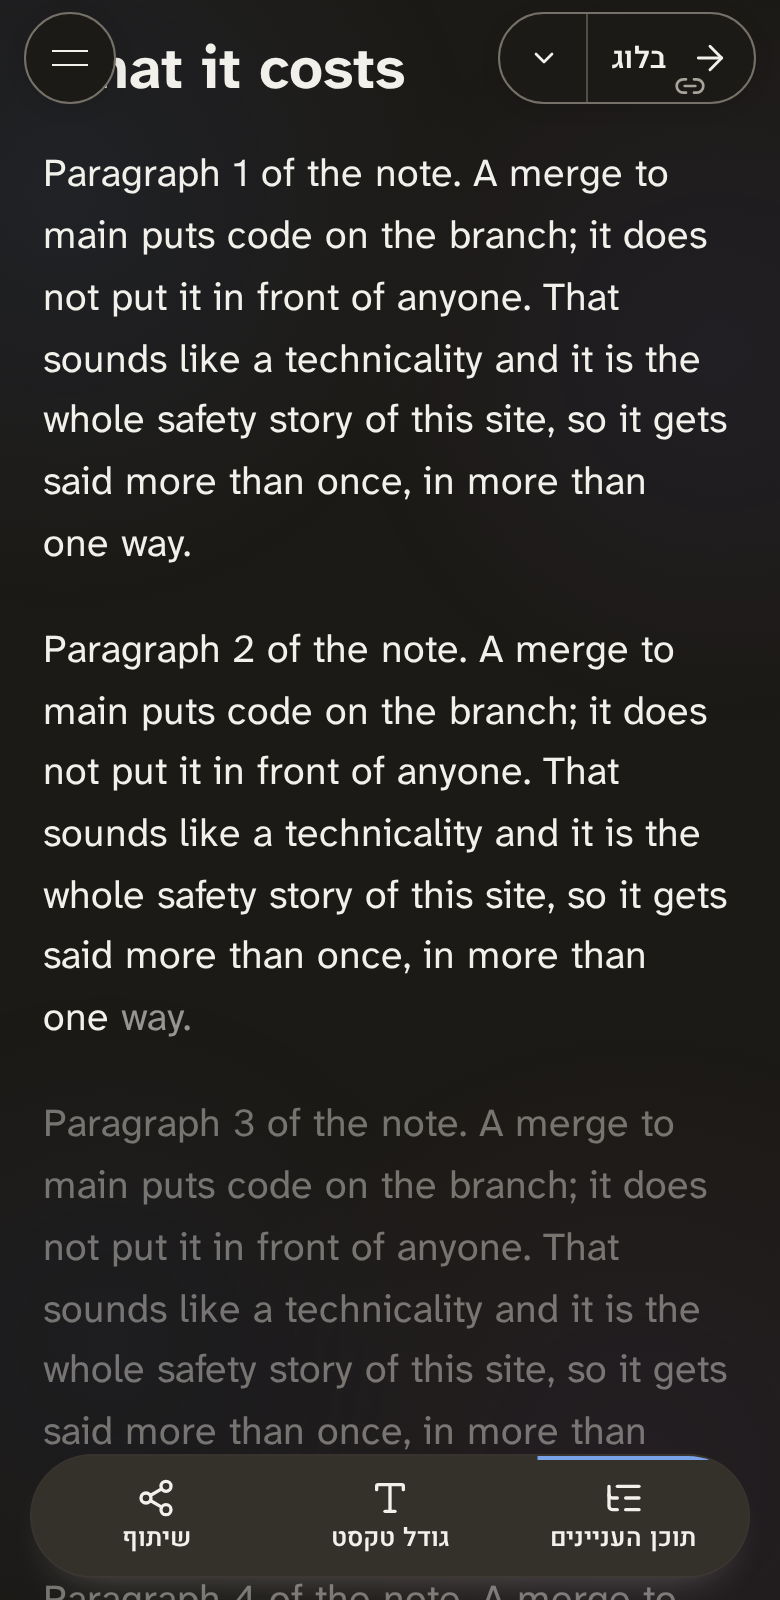 hat it costs
בלוג
Paragraph 1 of the note. A merge to
main puts code on the branch; it does
not put it in front of anyone. That
sounds like a technicality and it is the
whole safety story of this site, so it gets
said more than once, in more than
one way.
Paragraph 2 of the note. A merge to
main puts code on the branch; it does
not put it in front of anyone. That
sounds like a technicality and it is the
whole safety story of this site, so it gets
said more than once, in more than
one way.
Paragraph 3 of the note. A merge to
main puts code on the branch; it does
not put it in front of anyone. That
sounds like a technicality and it is the
whole safety story of this site, so it gets
said more than once, in more than
תוכן העניינים
גודל טקסט
שיתוף
Paragraph 4 of the note. A merge to